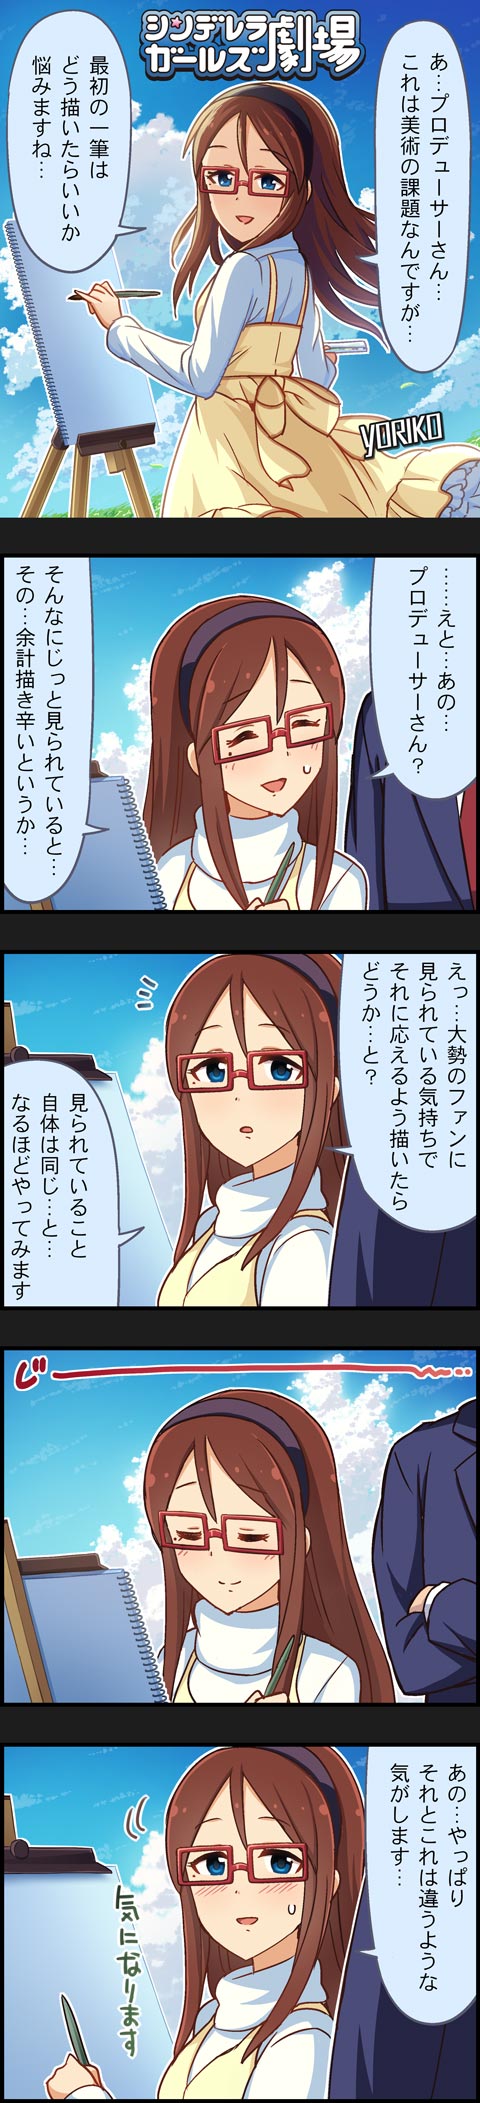 シンデレラ
ガールズ劇場
あ…プロデューサーさん…
これは美術の課題なんですが…
最初の一筆は
どう描いたらいいか
悩みますね…
YORIKO
……えと…あの…
プロデューサーさん?
そんなにじっと見られていると…
その…余計描き辛いというか…
えっ…大勢のファンに
見られている気持ちで
それに応えるよう描いたら
どうか…と?
見られていること
自体は同じ…と…
なるほどやってみます
じーーー…
あの…やっぱり
それとこれは違うような
気がします…
気になります